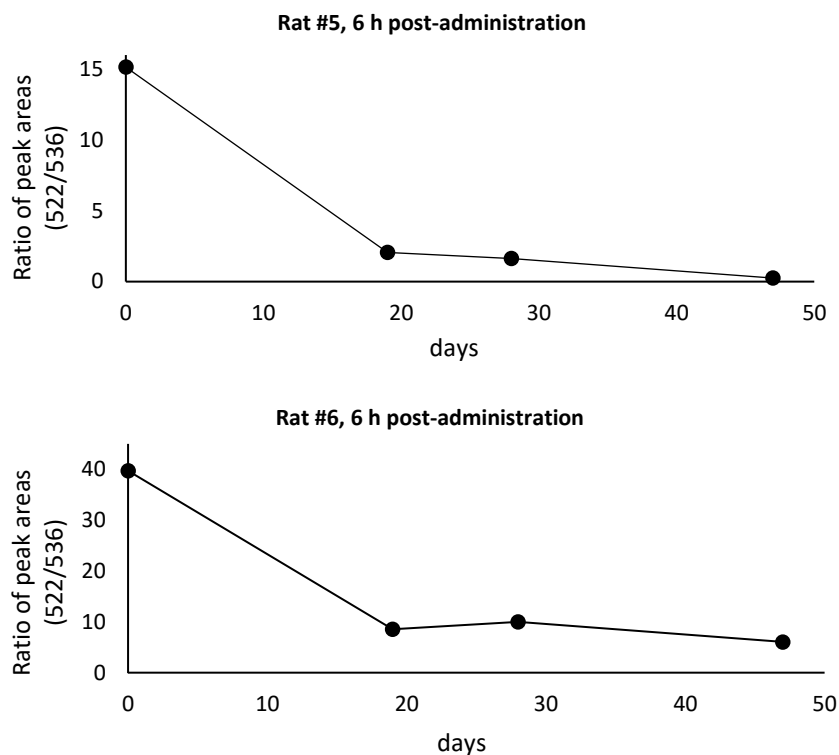 Rat #5, 6 h post-administration
Ratio of peak areas
(522/536)
15
10
5
0
0 10 20 30 40 50
days
Rat #6, 6 h post-administration
Ratio of peak areas
(522/536)
40
30
20
10
0
0 10 20 30 40 50
days